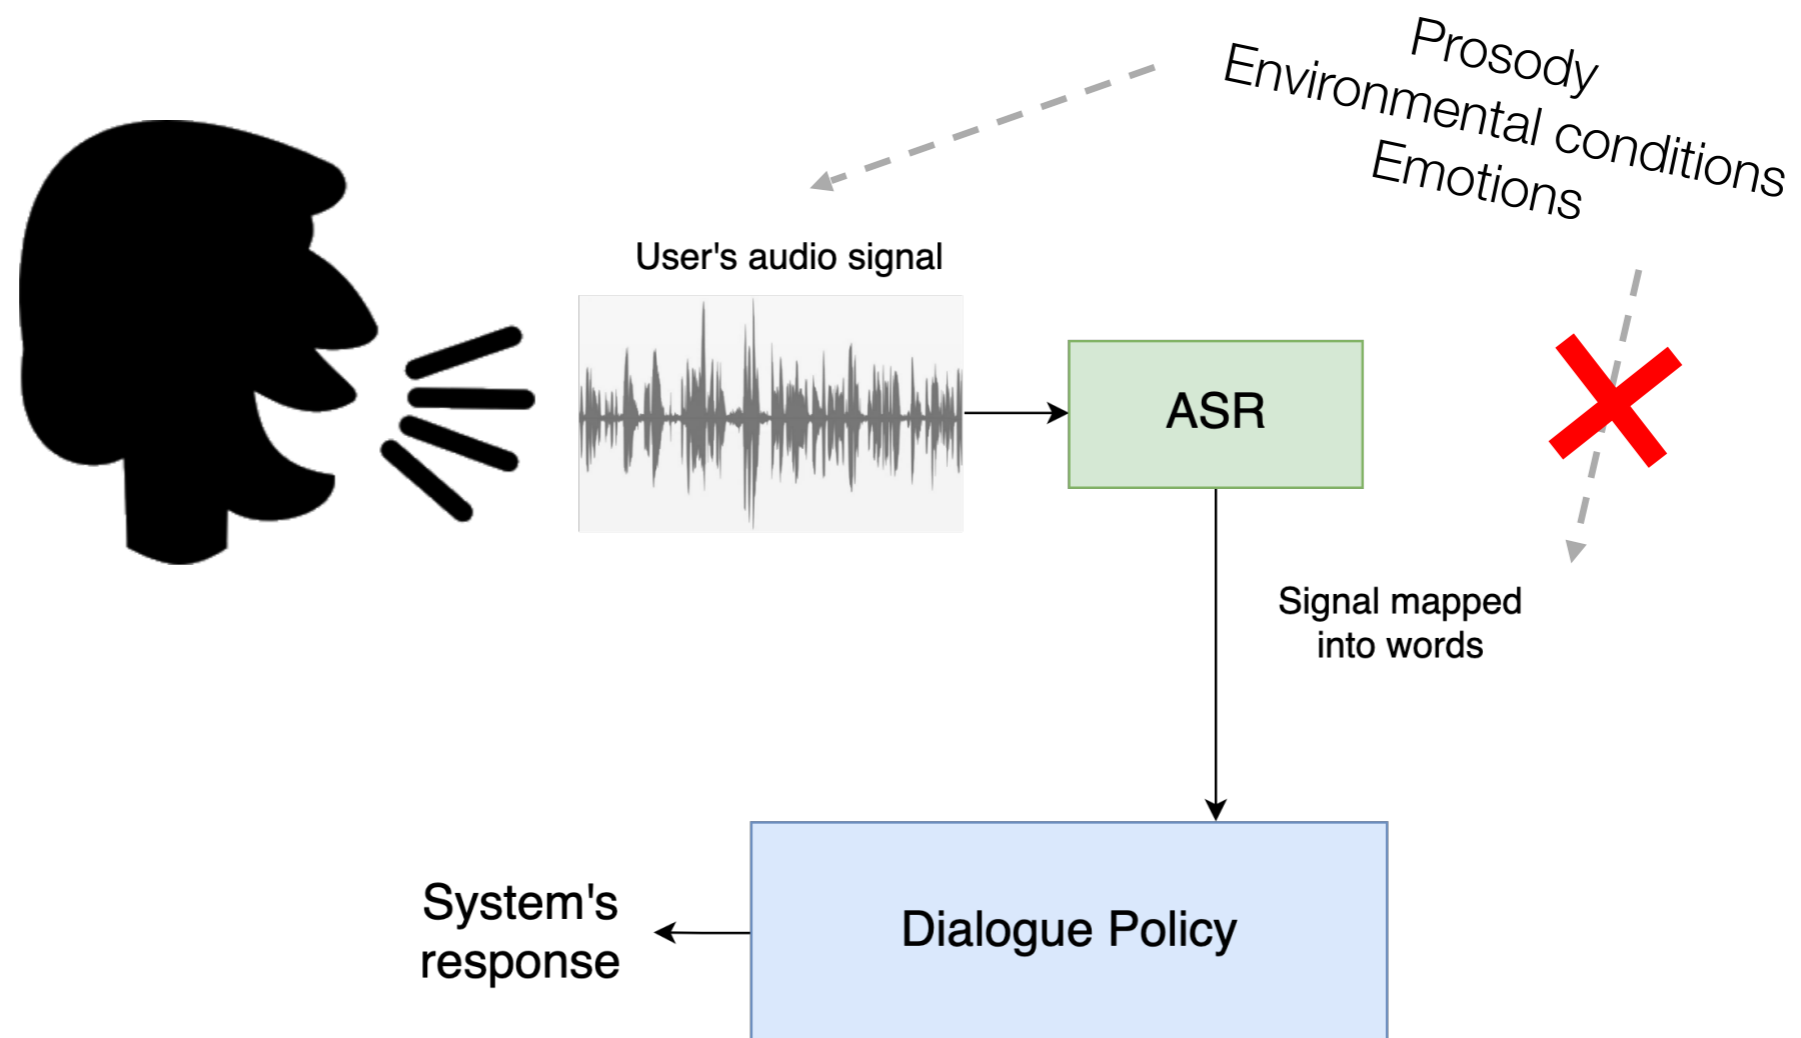 Prosody
Environmental conditions
Emotions
User's audio signal
ASR
Signal mapped
into words
Dialogue Policy
System's
response